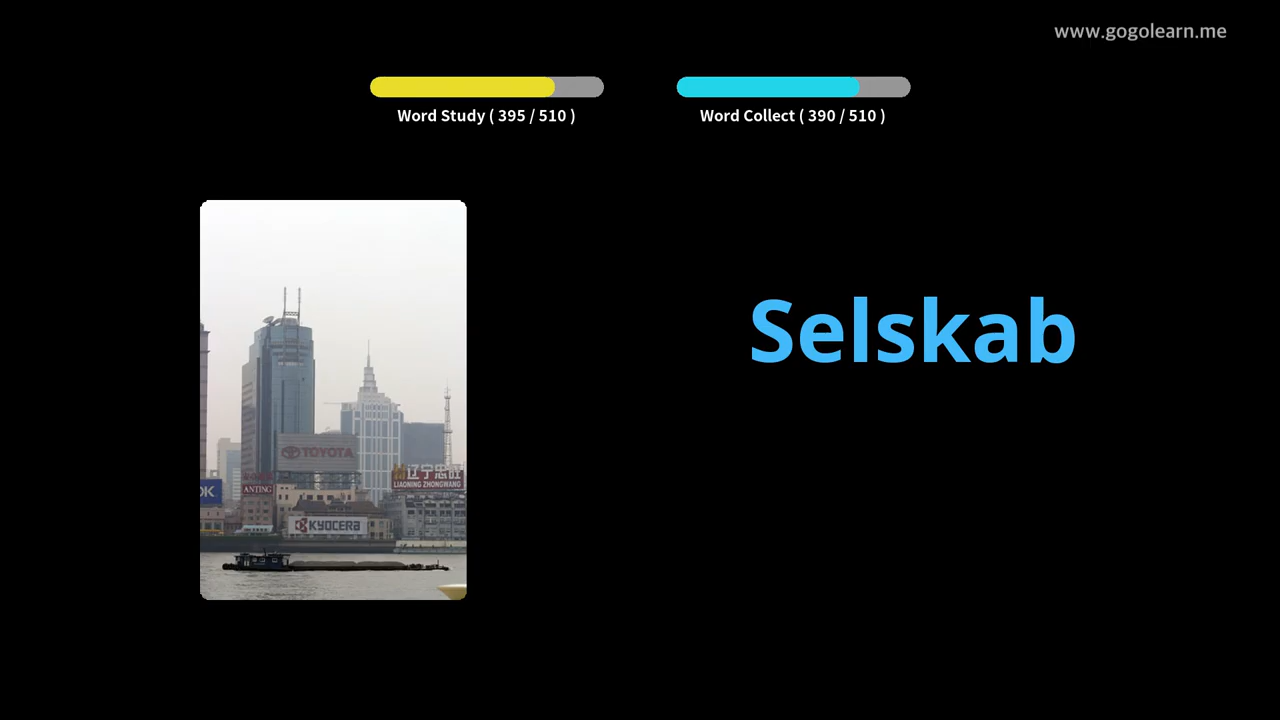 www.gogolearn.me
Word Study ( 395 / 510 )
Word Collect ( 390 / 510 )
Selskab
TOYOTA
辽宁忠旺
LIAONING ZHONGWANG
OK
ANTING
KYOCERA